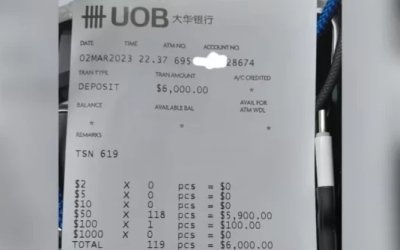 UOB 大华银行
DATE TIME ATM NO. ACCOUNT NO
02MAR2023 22.37 695 28674
TRAN TYPE TRAN AMOUNT A/C CREDITED
DEPOSIT $6,000.00 *
BALANCE AVAILABLE BAL AVAIL FOR ATM WDL
* * *
REMARKS
TSN 619
$2 X 0 pcs = $0
$5 X 0 pcs = $0
$10 X 0 pcs = $0
$50 X 118 pcs = $5,900.00
$100 X 1 pcs = $100.00
$1000 X 0 pcs = $0
TOTAL 119 pcs = $6,000.00